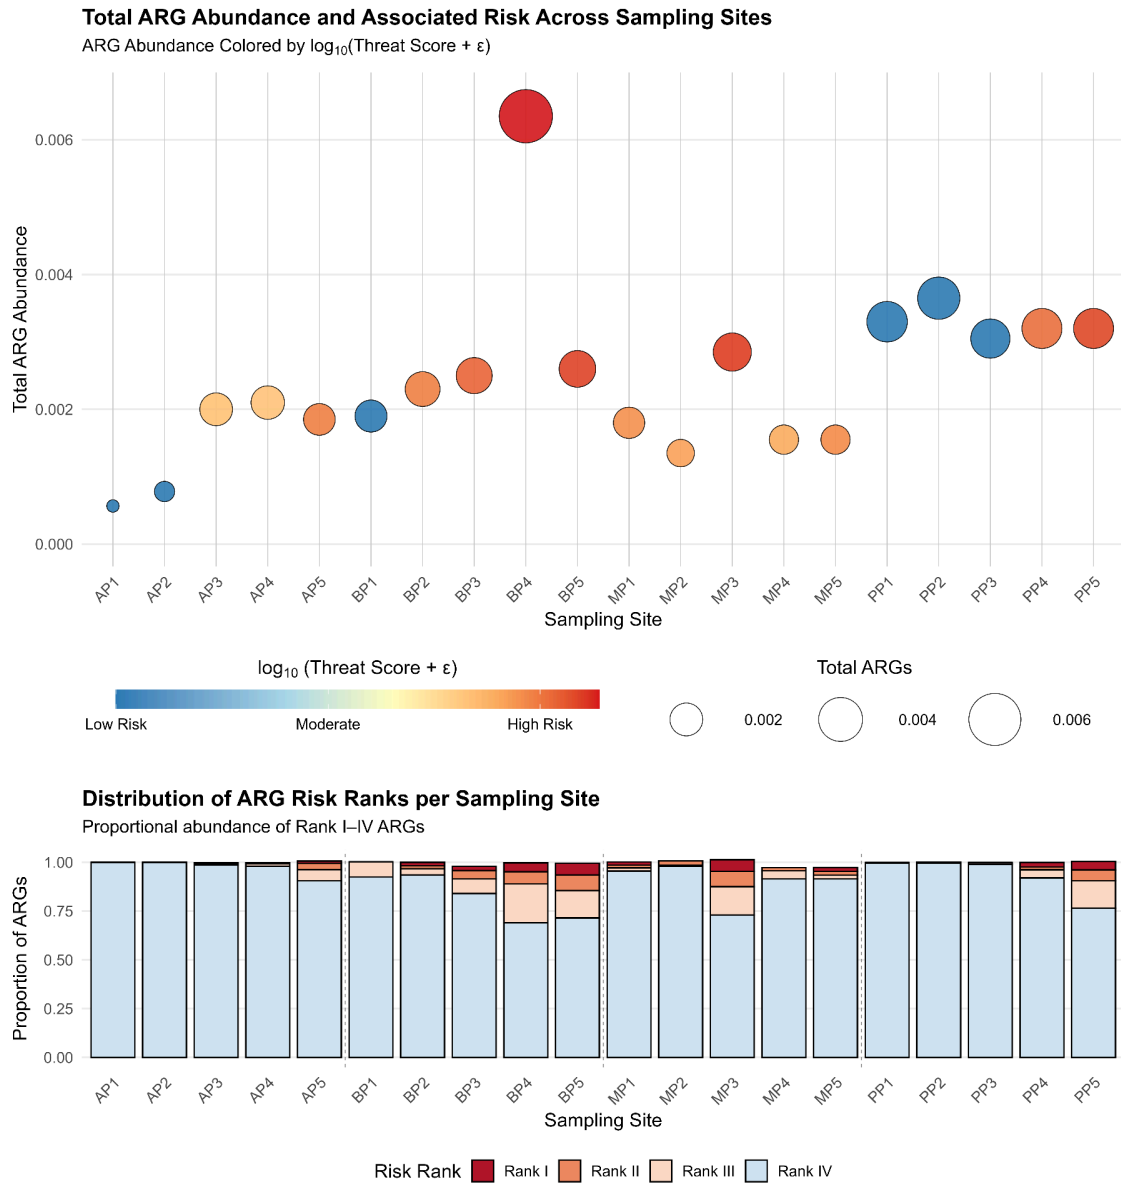 Total ARG Abundance and Associated Risk Across Sampling Sites
ARG Abundance Colored by log₁₀(Threat Score + ε)
Total ARG Abundance
0.006
0.004
0.002
0.000
AP1 AP2 AP3 AP4 AP5 BP1 BP2 BP3 BP4 BP5 MP1 MP2 MP3 MP4 MP5 PP1 PP2 PP3 PP4 PP5
Sampling Site
log₁₀ (Threat Score + ε)
Low Risk Moderate High Risk
Total ARGs
0.002 0.004 0.006
Distribution of ARG Risk Ranks per Sampling Site
Proportional abundance of Rank I–IV ARGs
Proportion of ARGs
1.00
0.75
0.50
0.25
0.00
AP1 AP2 AP3 AP4 AP5 BP1 BP2 BP3 BP4 BP5 MP1 MP2 MP3 MP4 MP5 PP1 PP2 PP3 PP4 PP5
Sampling Site
Risk Rank Rank I Rank II Rank III Rank IV